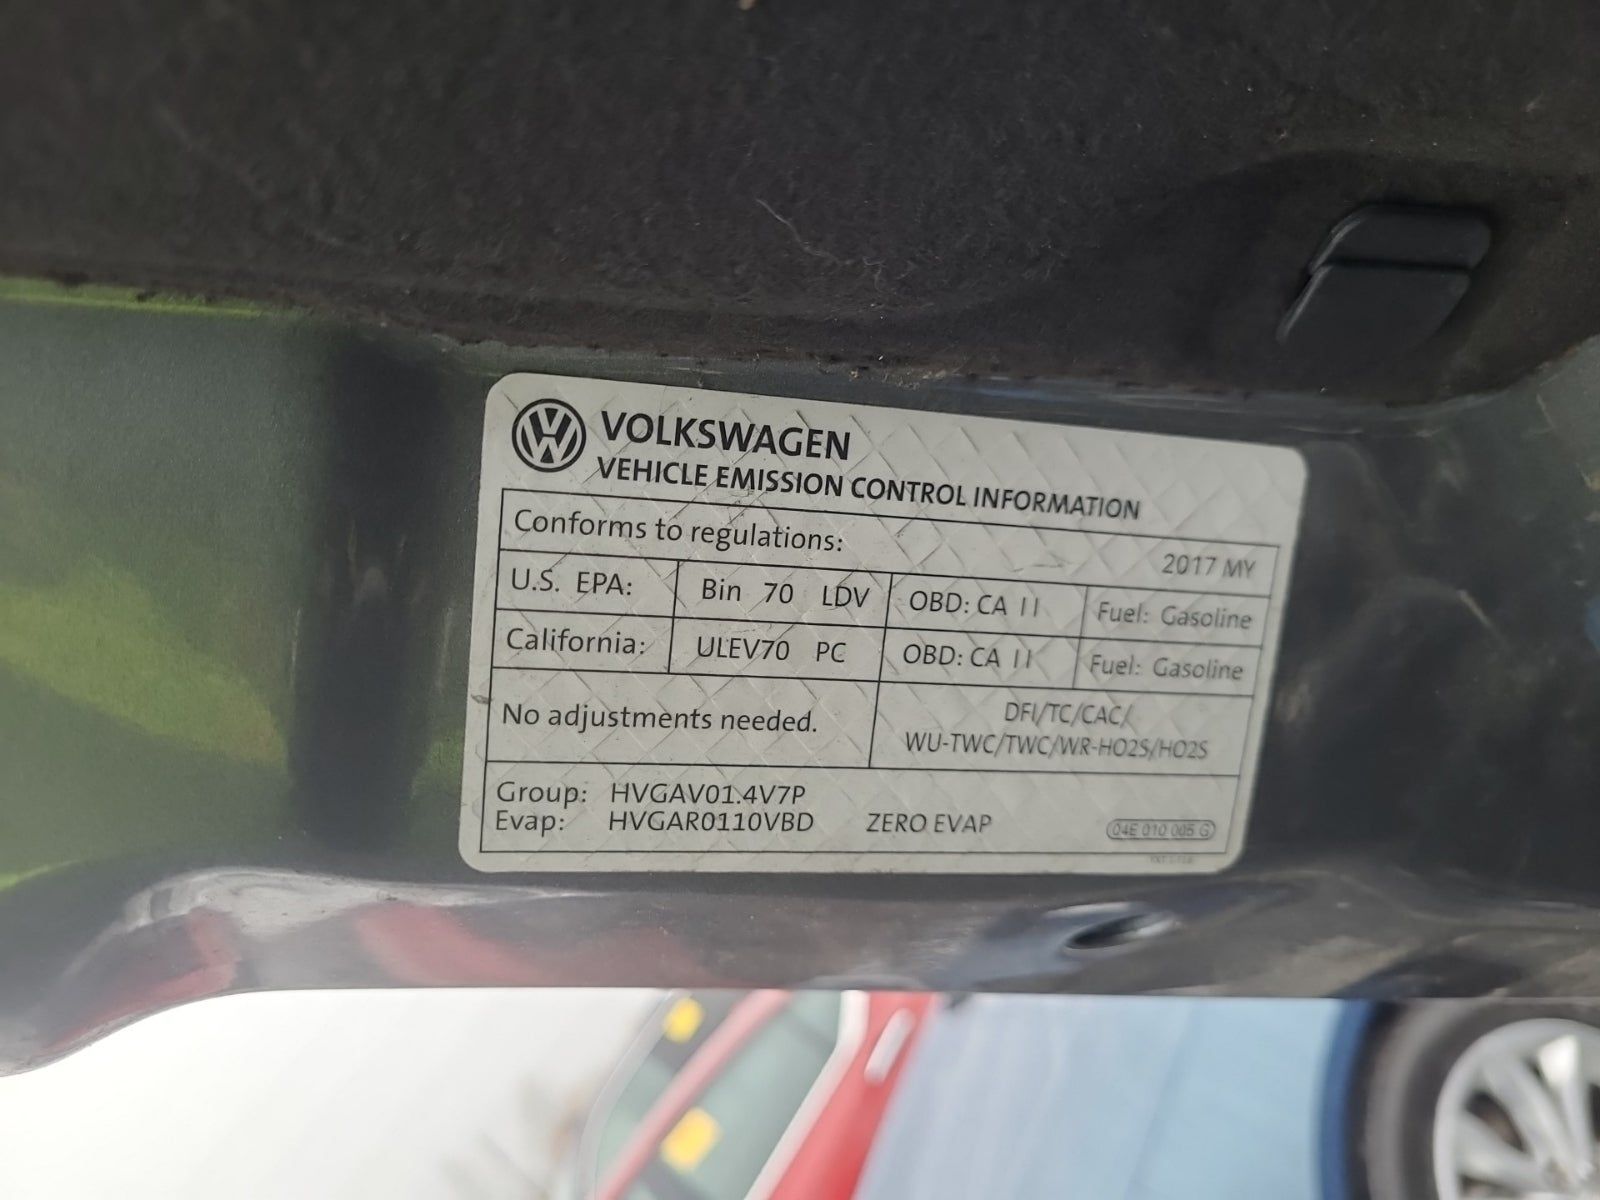 VOLKSWAGEN
VEHICLE EMISSION CONTROL INFORMATION
Conforms to regulations: 2017 MY
U.S. EPA: Bin 70 LDV OBD: CA II Fuel: Gasoline
California: ULEV70 PC OBD: CA II Fuel: Gasoline
No adjustments needed.
DFI/TC/CAC/
WU-TWC/TWC/WR-HO2S/HO2S
Group: HVGAV01.4V7P
Evap: HVGAR0110VBD ZERO EVAP
04E 010 005 G